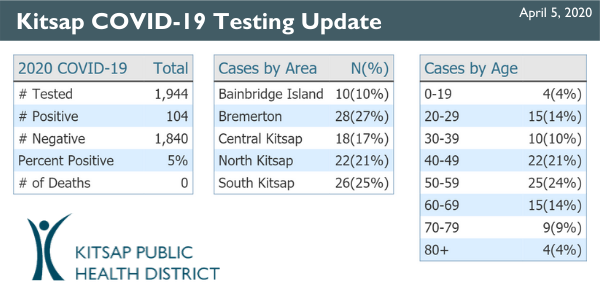 Kitsap COVID-19 Testing Update
April 5, 2020
2020 COVID-19 Total
# Tested 1,944
# Positive 104
# Negative 1,840
Percent Positive 5%
# of Deaths 0
Cases by Area N(%)
Bainbridge Island 10(10%)
Bremerton 28(27%)
Central Kitsap 18(17%)
North Kitsap 22(21%)
South Kitsap 26(25%)
Cases by Age
0-19 4(4%)
20-29 15(14%)
30-39 10(10%)
40-49 22(21%)
50-59 25(24%)
60-69 15(14%)
70-79 9(9%)
80+ 4(4%)
KITSAP PUBLIC
HEALTH DISTRICT